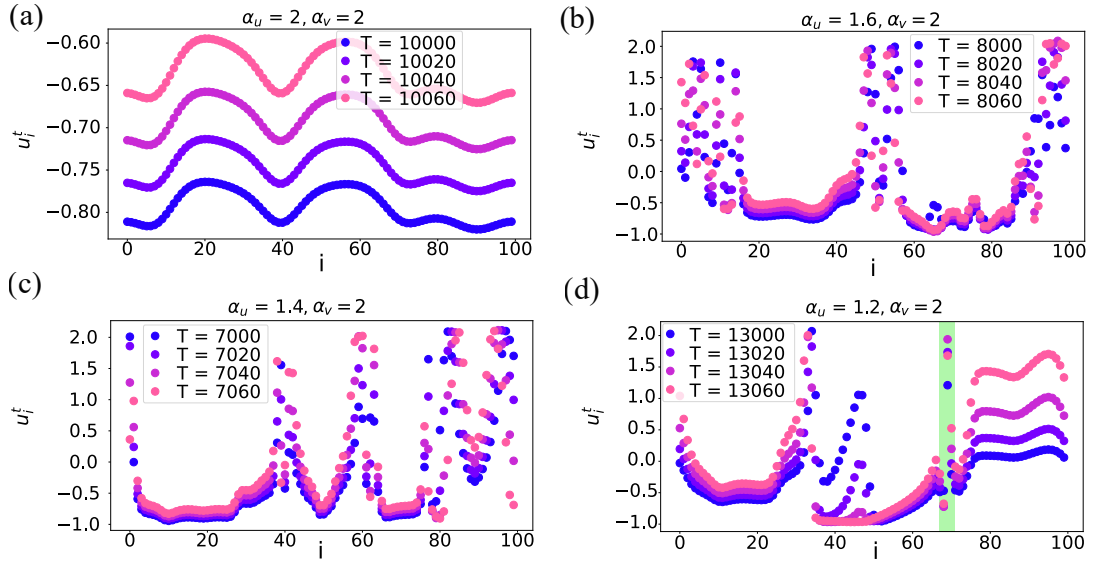 (a)
α_u = 2, α_v = 2
u_i^t
−0.60
−0.65
−0.70
−0.75
−0.80
T = 10000
T = 10020
T = 10040
T = 10060
0 20 40 60 80 100
i
(b)
α_u = 1.6, α_v = 2
u_i^t
2.0
1.5
1.0
0.5
0.0
−0.5
−1.0
T = 8000
T = 8020
T = 8040
T = 8060
0 20 40 60 80 100
i
(c)
α_u = 1.4, α_v = 2
u_i^t
2.0
1.5
1.0
0.5
0.0
−0.5
−1.0
T = 7000
T = 7020
T = 7040
T = 7060
0 20 40 60 80 100
i
(d)
α_u = 1.2, α_v = 2
u_i^t
2.0
1.5
1.0
0.5
0.0
−0.5
−1.0
T = 13000
T = 13020
T = 13040
T = 13060
0 20 40 60 80 100
i